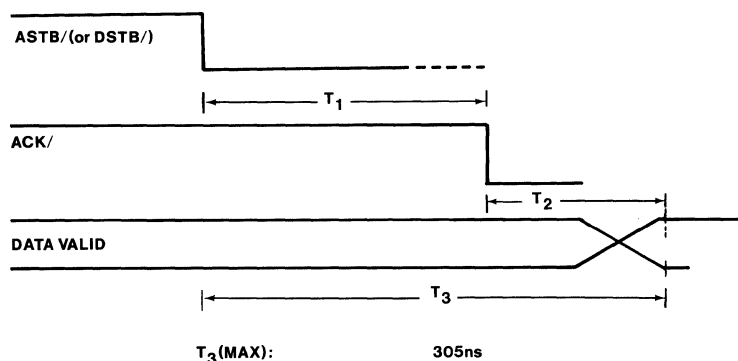 ASTB/(or DSTB/)
T1
ACK/
T2
DATA VALID
T3
T3(MAX): 305ns